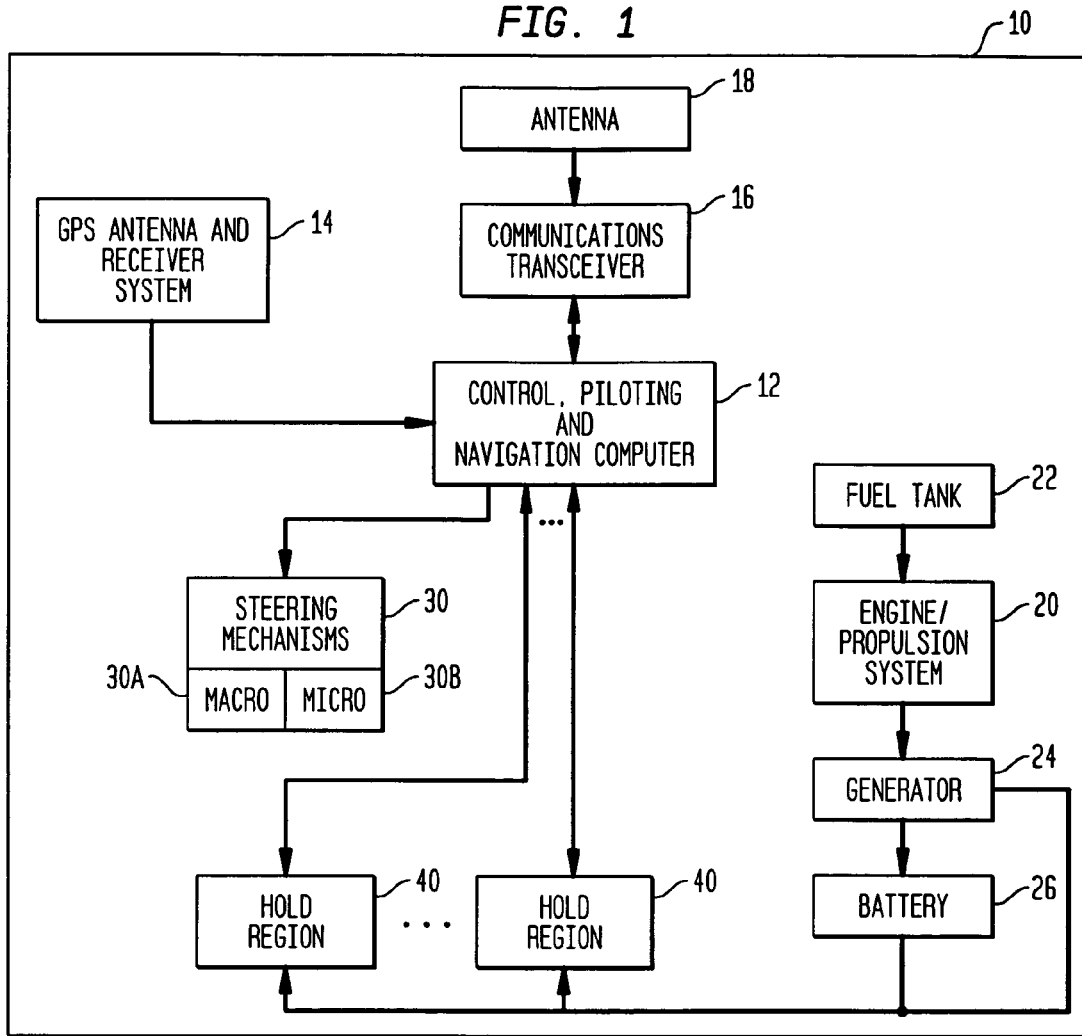 FIG. 1
10
ANTENNA
18
GPS ANTENNA AND
RECEIVER
SYSTEM
14
COMMUNICATIONS
TRANSCEIVER
16
CONTROL, PILOTING
AND
NAVIGATION COMPUTER
12
...
FUEL TANK
22
STEERING
MECHANISMS
30
30A
MACRO
MICRO
30B
ENGINE/
PROPULSION
SYSTEM
20
GENERATOR
24
HOLD
REGION
40
. . .
HOLD
REGION
40
BATTERY
26